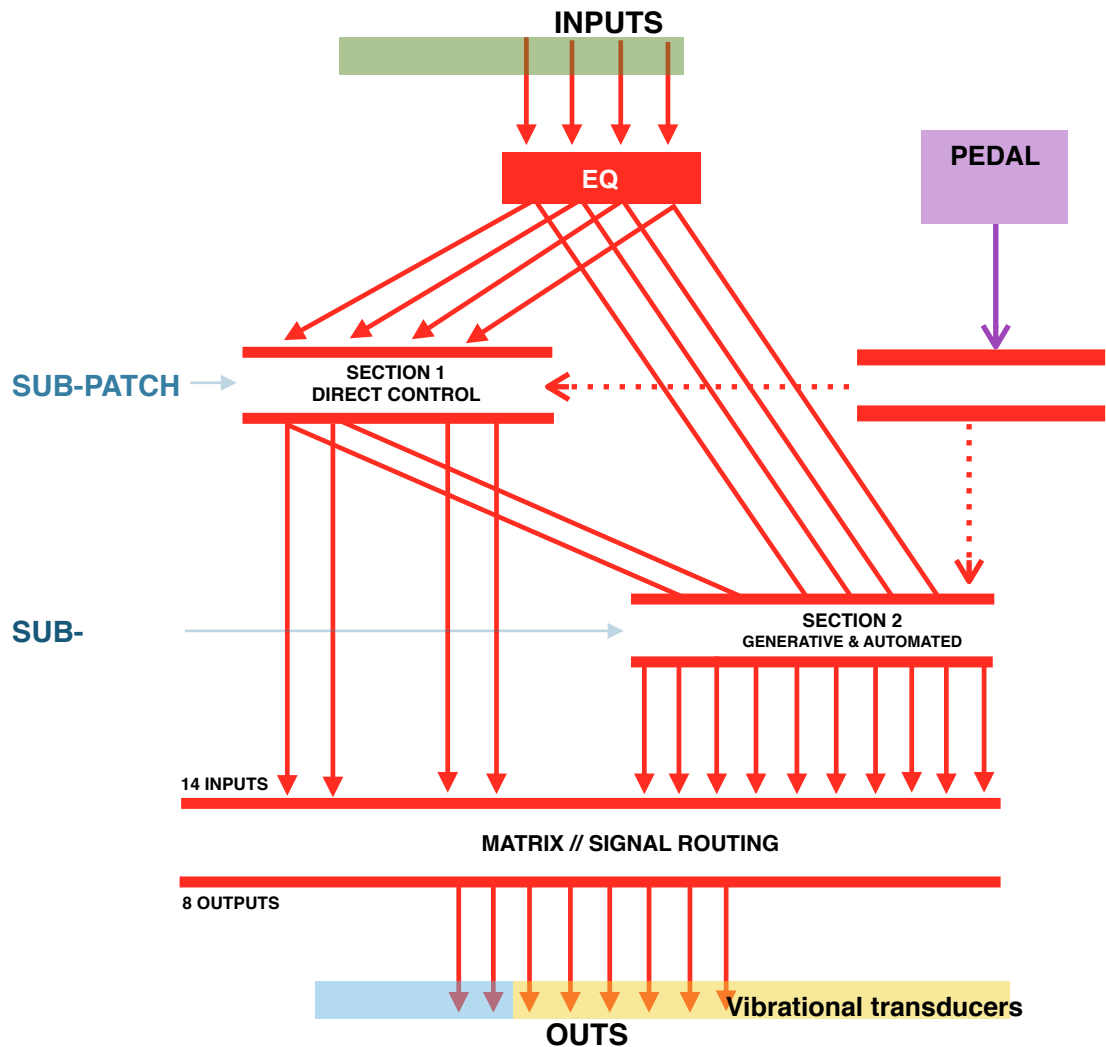 INPUTS
EQ
PEDAL
SECTION 1
DIRECT CONTROL
SUB-PATCH
SUB-
SECTION 2
GENERATIVE & AUTOMATED
14 INPUTS
MATRIX // SIGNAL ROUTING
8 OUTPUTS
Vibrational transducers
OUTS